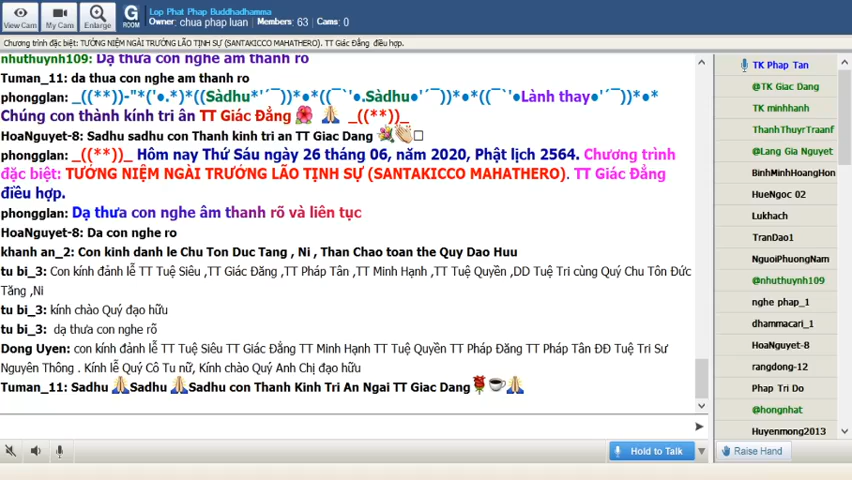 View Cam
My Cam
Enlarge
G
ROOM
Lop Phat Phap Buddhadhamma
Owner: chua phap luan Members: 63 Cams: 0
Chương trình đặc biệt: TƯỞNG NIỆM NGÀI TRƯỞNG LÃO TỊNH SỰ (SANTAKICCO MAHATHERO). TT Giác Đẳng điều hợp.
nhuthuynh109: Dạ thưa con nghe âm thanh rõ
Tuman_11: da thua con nghe am thanh ro
phongglan: _((**))-"*('•.*)*((Sàdhu*'´¯)*•*((¯`'•.Sàdhu•'´¯)*•*((¯`'•Lành thay•'´¯))*•*
Chúng con thành kính tri ân TT Giác Đẳng 🌺 🙏 _((**))_
HoaNguyet-8: Sadhu sadhu con Thanh kinh tri an TT Giac Dang 💐👏
phongglan: _((**))_ Hôm nay Thứ Sáu ngày 26 tháng 06, năm 2020, Phật lịch 2564. Chương trình
đặc biệt: TƯỞNG NIỆM NGÀI TRƯỞNG LÃO TỊNH SỰ (SANTAKICCO MAHATHERO). TT Giác Đẳng
điều hợp.
phongglan: Dạ thưa con nghe âm thanh rõ và liên tục
HoaNguyet-8: Da con nghe ro
khanh an_2: Con kinh danh le Chu Ton Duc Tang , Ni , Than Chao toan the Quy Dao Huu
tu bi_3: Con kính đảnh lễ TT Tuệ Siêu ,TT Giác Đăng ,TT Pháp Tân ,TT Minh Hạnh ,TT Tuệ Quyền ,DD Tuệ Tri cùng Quý Chu Tôn Đức
Tăng ,Ni
tu bi_3: kính chào Quý đạo hữu
tu bi_3: dạ thưa con nghe rõ
Dong Uyen: con kính đảnh lễ TT Tuệ Siêu TT Giác Đẳng TT Minh Hạnh TT Tuệ Quyền TT Pháp Đăng TT Pháp Tân ĐĐ Tuệ Tri Sư
Nguyên Thông . Kính lễ Quý Cô Tu nữ, Kính chào Quý Anh Chị đạo hữu
Tuman_11: Sadhu 🙏Sadhu 🙏Sadhu con Thanh Kinh Tri An Ngai TT Giac Dang🌹☕🙏
Hold to Talk
TK Phap Tan
@TK Giac Dang
TK minhhanh
ThanhThuyrTraanf
@Lang Gia Nguyet
BinhMinhHoangHon
HueNgoc 02
Lukhach
TranDao1
NguoiPhuongNam
@nhuthuynh109
nghe phap_1
dhammacari_1
HoaNguyet-8
rangdong-12
Phap Tri Do
@hongnhat
Huyenmong2013
Raise Hand